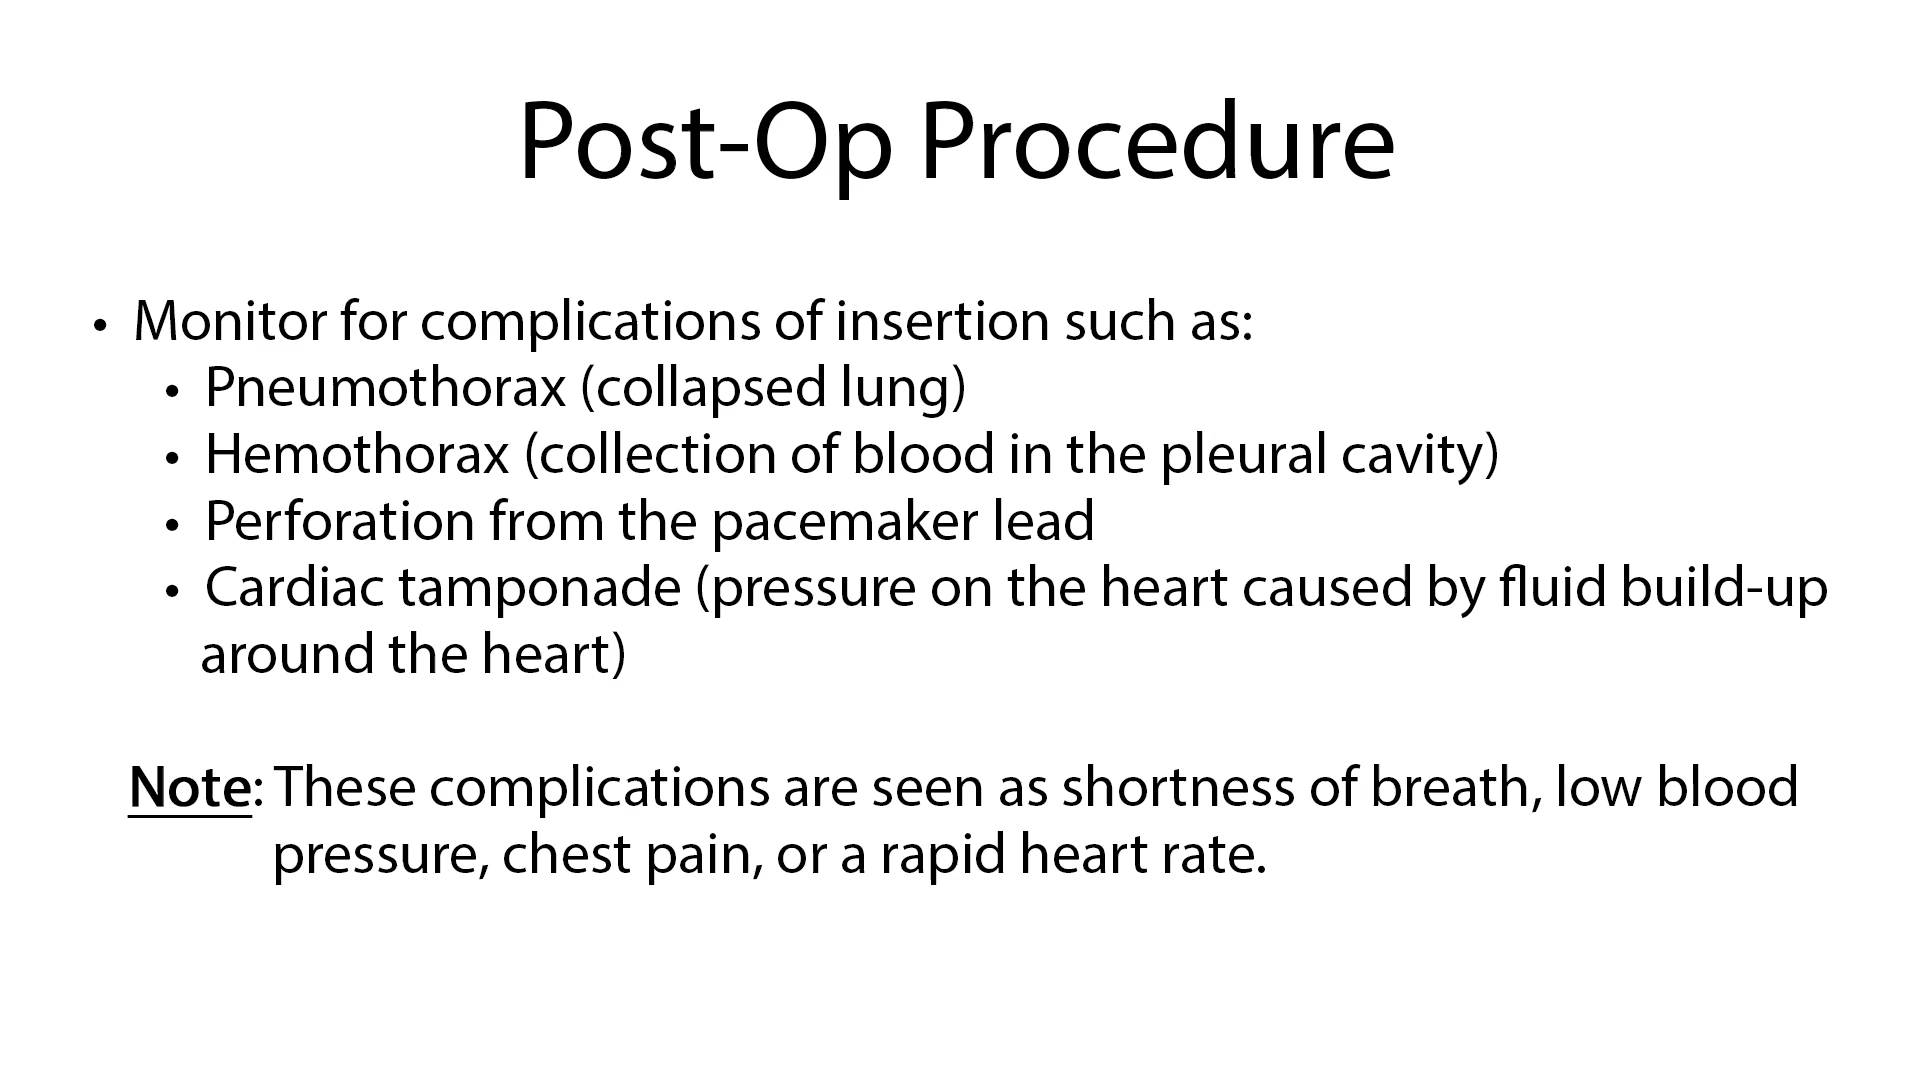 Post-Op Procedure
• Monitor for complications of insertion such as:
• Pneumothorax (collapsed lung)
• Hemothorax (collection of blood in the pleural cavity)
• Perforation from the pacemaker lead
• Cardiac tamponade (pressure on the heart caused by fluid build-up
around the heart)
Note: These complications are seen as shortness of breath, low blood
pressure, chest pain, or a rapid heart rate.